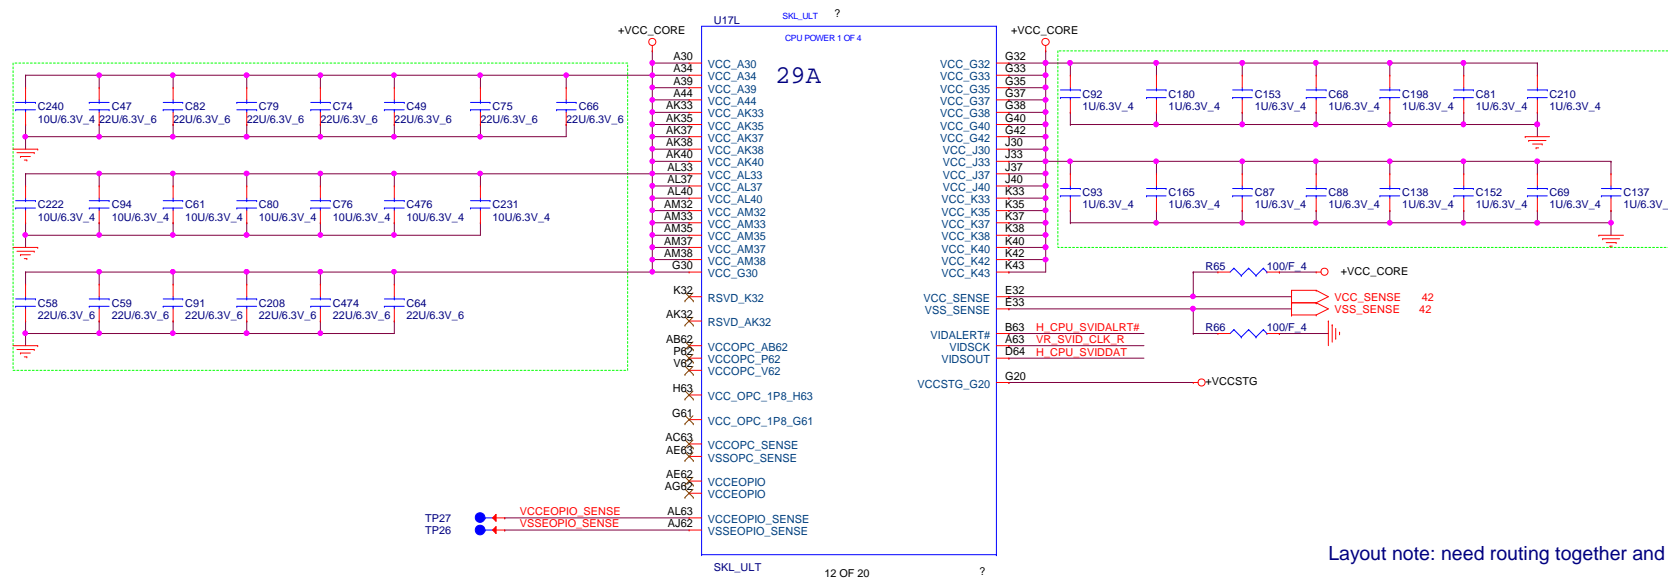 U17L
SKL_ULT
?
+VCC_CORE
CPU POWER 1 OF 4
+VCC_CORE
29A
A30
A34
A39
A44
AK33
AK35
AK37
AK38
AK40
AL33
AL37
AL40
AM32
AM33
AM35
AM37
AM38
G30
K32
AK32
AB62
P62
V62
H63
G61
AC63
AE63
AE62
AG62
AL63
AJ62
VCC_A30
VCC_A34
VCC_A39
VCC_A44
VCC_AK33
VCC_AK35
VCC_AK37
VCC_AK38
VCC_AK40
VCC_AL33
VCC_AL37
VCC_AL40
VCC_AM32
VCC_AM33
VCC_AM35
VCC_AM37
VCC_AM38
VCC_G30
RSVD_K32
RSVD_AK32
VCCOPC_AB62
VCCOPC_P62
VCCOPC_V62
VCC_OPC_1P8_H63
VCC_OPC_1P8_G61
VCCOPC_SENSE
VSSOPC_SENSE
VCCEOPIO
VCCEOPIO
VCCEOPIO_SENSE
VSSEOPIO_SENSE
VCC_G32
VCC_G33
VCC_G35
VCC_G37
VCC_G38
VCC_G40
VCC_G42
VCC_J30
VCC_J33
VCC_J37
VCC_J40
VCC_K33
VCC_K35
VCC_K37
VCC_K38
VCC_K40
VCC_K42
VCC_K43
VCC_SENSE
VSS_SENSE
VIDALERT#
VIDSCK
VIDSOUT
VCCSTG_G20
G32
G33
G35
G37
G38
G40
G42
J30
J33
J37
J40
K33
K35
K37
K38
K40
K42
K43
E32
E33
B63 H_CPU_SVIDALRT#
A63 VR_SVID_CLK_R
D64 H_CPU_SVIDDAT
G20
+VCCSTG
C240 C47 C82 C79 C74 C49 C75 C66
10U/6.3V_4 22U/6.3V_6 22U/6.3V_6 22U/6.3V_6 22U/6.3V_6 22U/6.3V_6 22U/6.3V_6 22U/6.3V_6
C222 C94 C61 C80 C76 C476 C231
10U/6.3V_4 10U/6.3V_4 10U/6.3V_4 10U/6.3V_4 10U/6.3V_4 10U/6.3V_4 10U/6.3V_4
C58 C59 C91 C208 C474 C64
22U/6.3V_6 22U/6.3V_6 22U/6.3V_6 22U/6.3V_6 22U/6.3V_6 22U/6.3V_6
C92 C180 C153 C68 C198 C81 C210
1U/6.3V_4 1U/6.3V_4 1U/6.3V_4 1U/6.3V_4 1U/6.3V_4 1U/6.3V_4 1U/6.3V_4
C93 C165 C87 C88 C138 C152 C69 C137
1U/6.3V_4 1U/6.3V_4 1U/6.3V_4 1U/6.3V_4 1U/6.3V_4 1U/6.3V_4 1U/6.3V_4 1U/6.3V_
R65 100/F_4 +VCC_CORE
VCC_SENSE 42
VSS_SENSE 42
R66 100/F_4
TP27 VCCEOPIO_SENSE
TP26 VSSEOPIO_SENSE
SKL_ULT
12 OF 20
?
Layout note: need routing together and